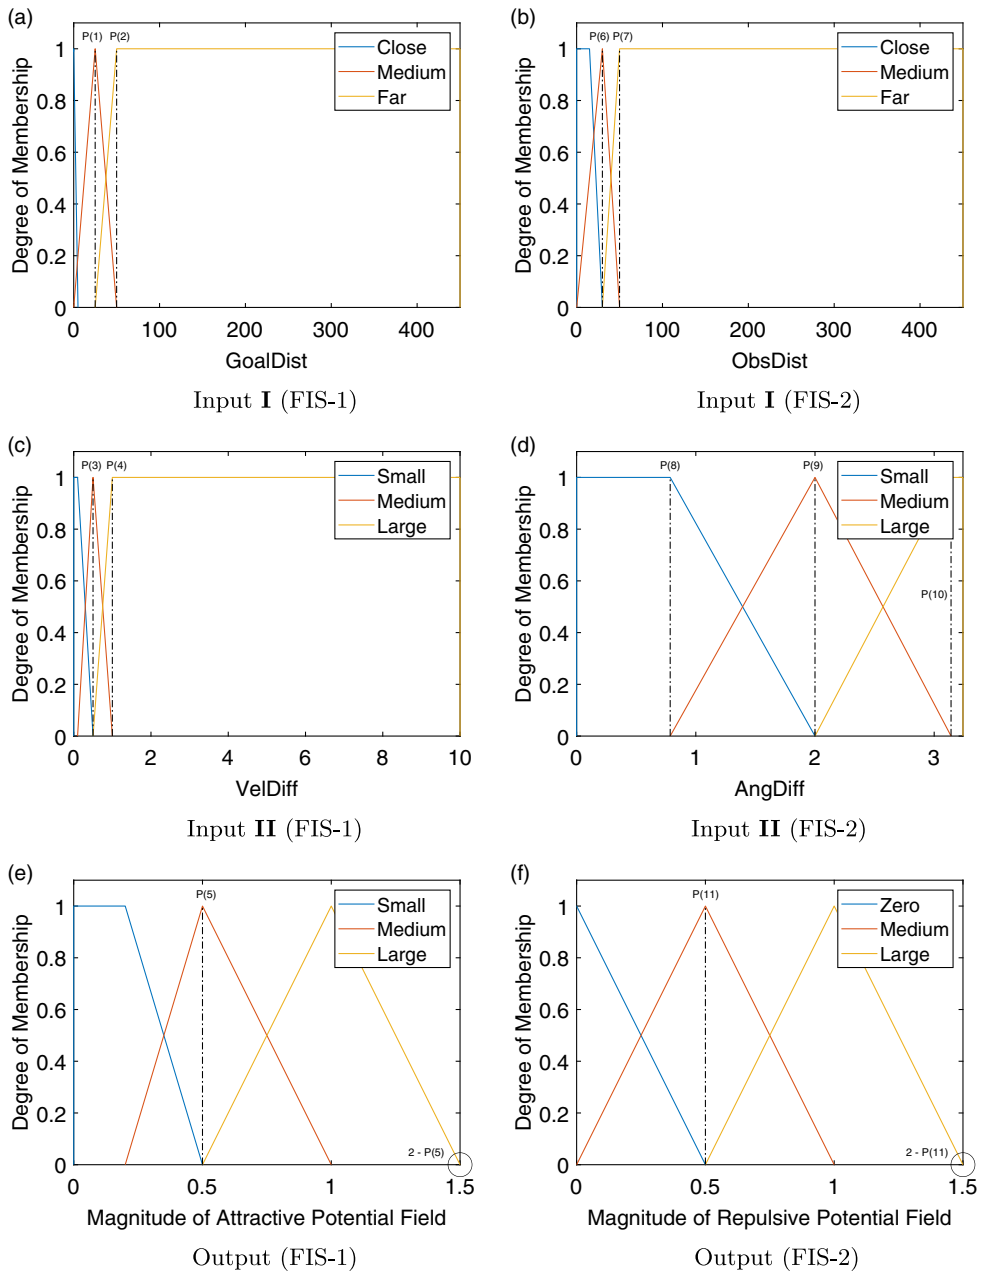 (a)
P(1) P(2)
1
0.8
0.6
0.4
0.2
0
Degree of Membership
Close
Medium
Far
0 100 200 300 400
GoalDist
Input I (FIS-1)
(b)
P(6) P(7)
1
0.8
0.6
0.4
0.2
0
Degree of Membership
Close
Medium
Far
0 100 200 300 400
ObsDist
Input I (FIS-2)
(c)
P(3) P(4)
1
0.8
0.6
0.4
0.2
0
Degree of Membership
Small
Medium
Large
0 2 4 6 8 10
VelDiff
Input II (FIS-1)
(d)
P(8) P(9)
1
0.8
0.6
0.4
0.2
0
Degree of Membership
Small
Medium
Large
P(10)
0 1 2 3
AngDiff
Input II (FIS-2)
(e)
P(5)
1
0.8
0.6
0.4
0.2
0
Degree of Membership
Small
Medium
Large
2 - P(5)
0 0.5 1 1.5
Magnitude of Attractive Potential Field
Output (FIS-1)
(f)
P(11)
1
0.8
0.6
0.4
0.2
0
Degree of Membership
Zero
Medium
Large
2 - P(11)
0 0.5 1 1.5
Magnitude of Repulsive Potential Field
Output (FIS-2)